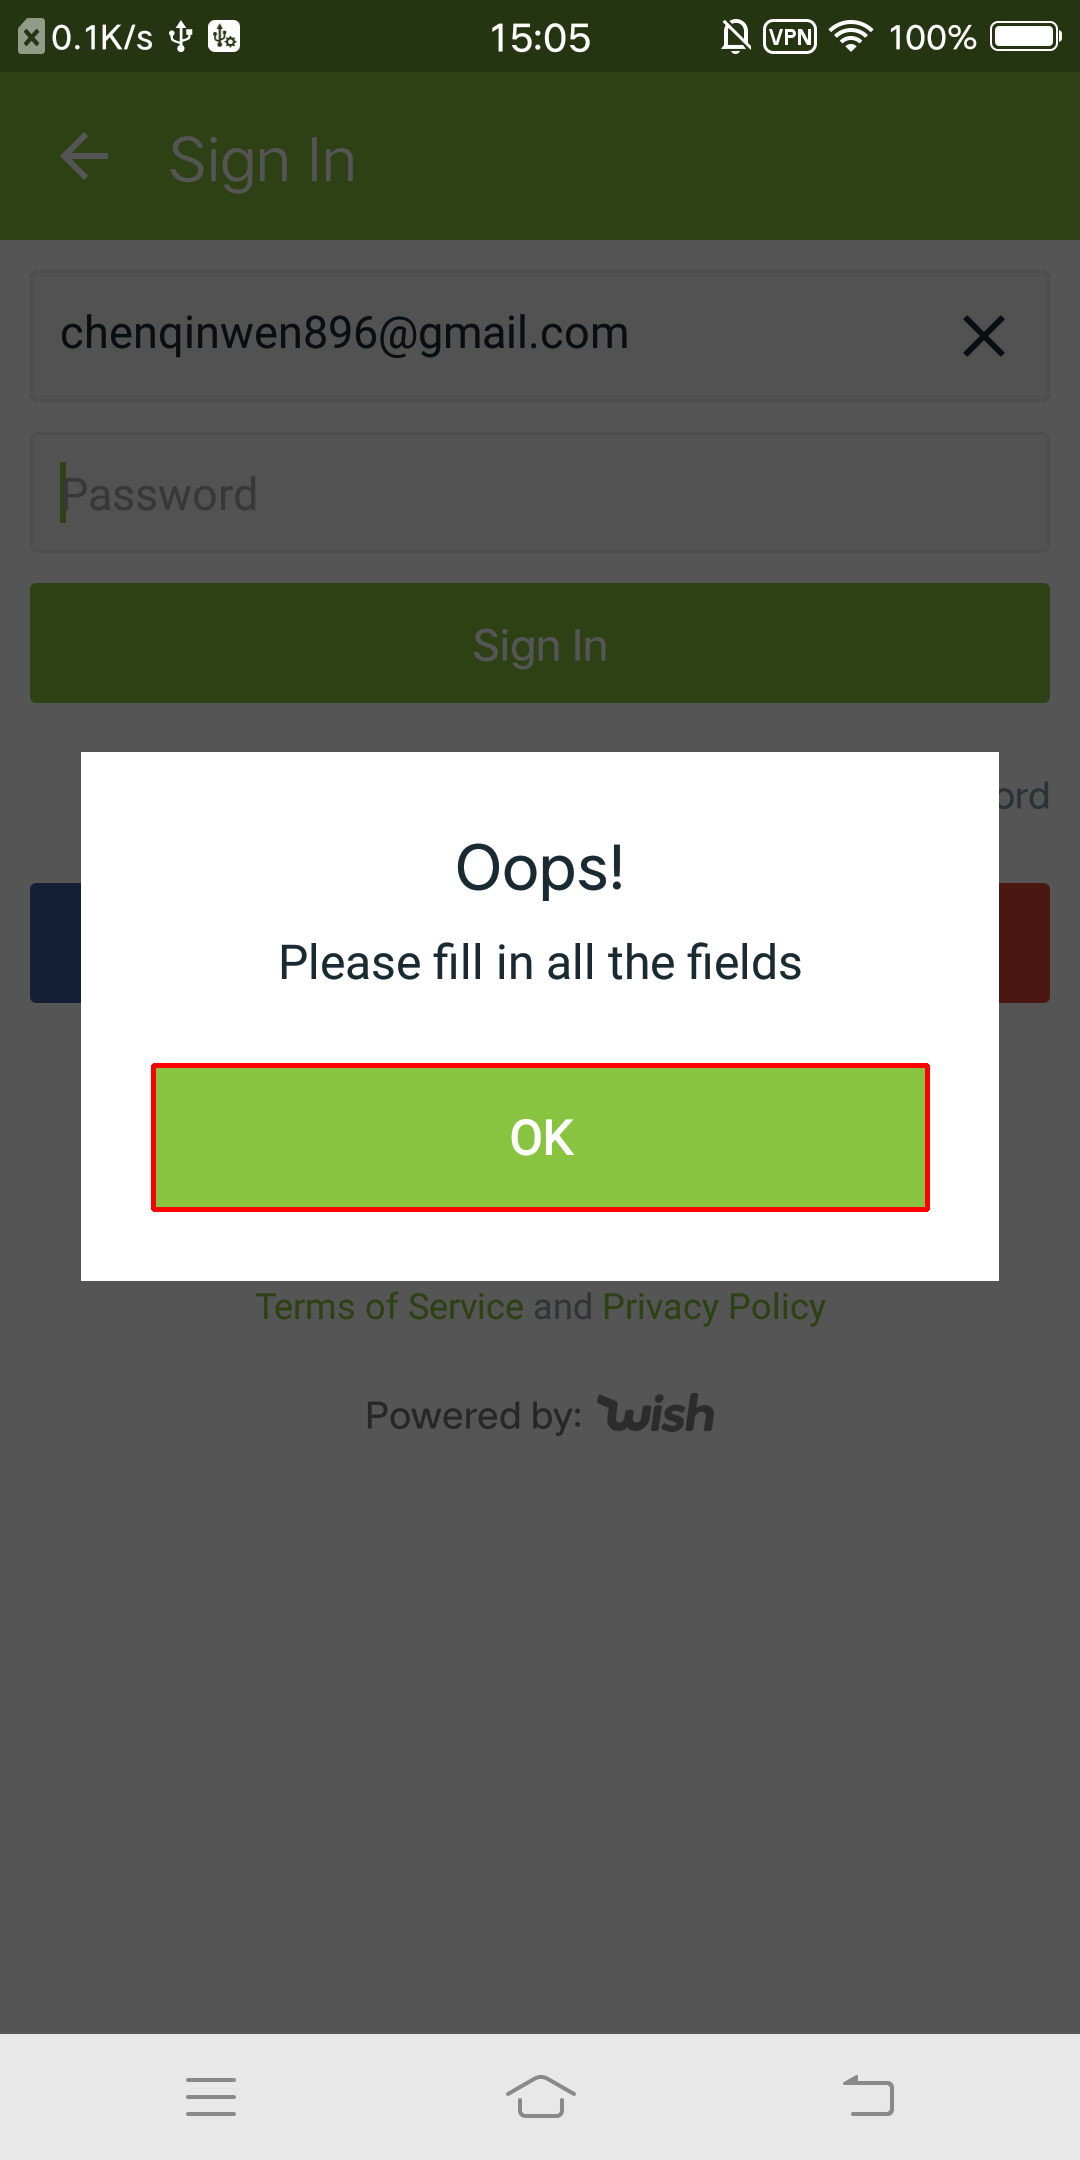 0.1K/s 15:05 VPN 100%
Sign In
chenqinwen896@gmail.com
Password
Sign In
ord
Oops!
Please fill in all the fields
OK
Terms of Service and Privacy Policy
Powered by: wish